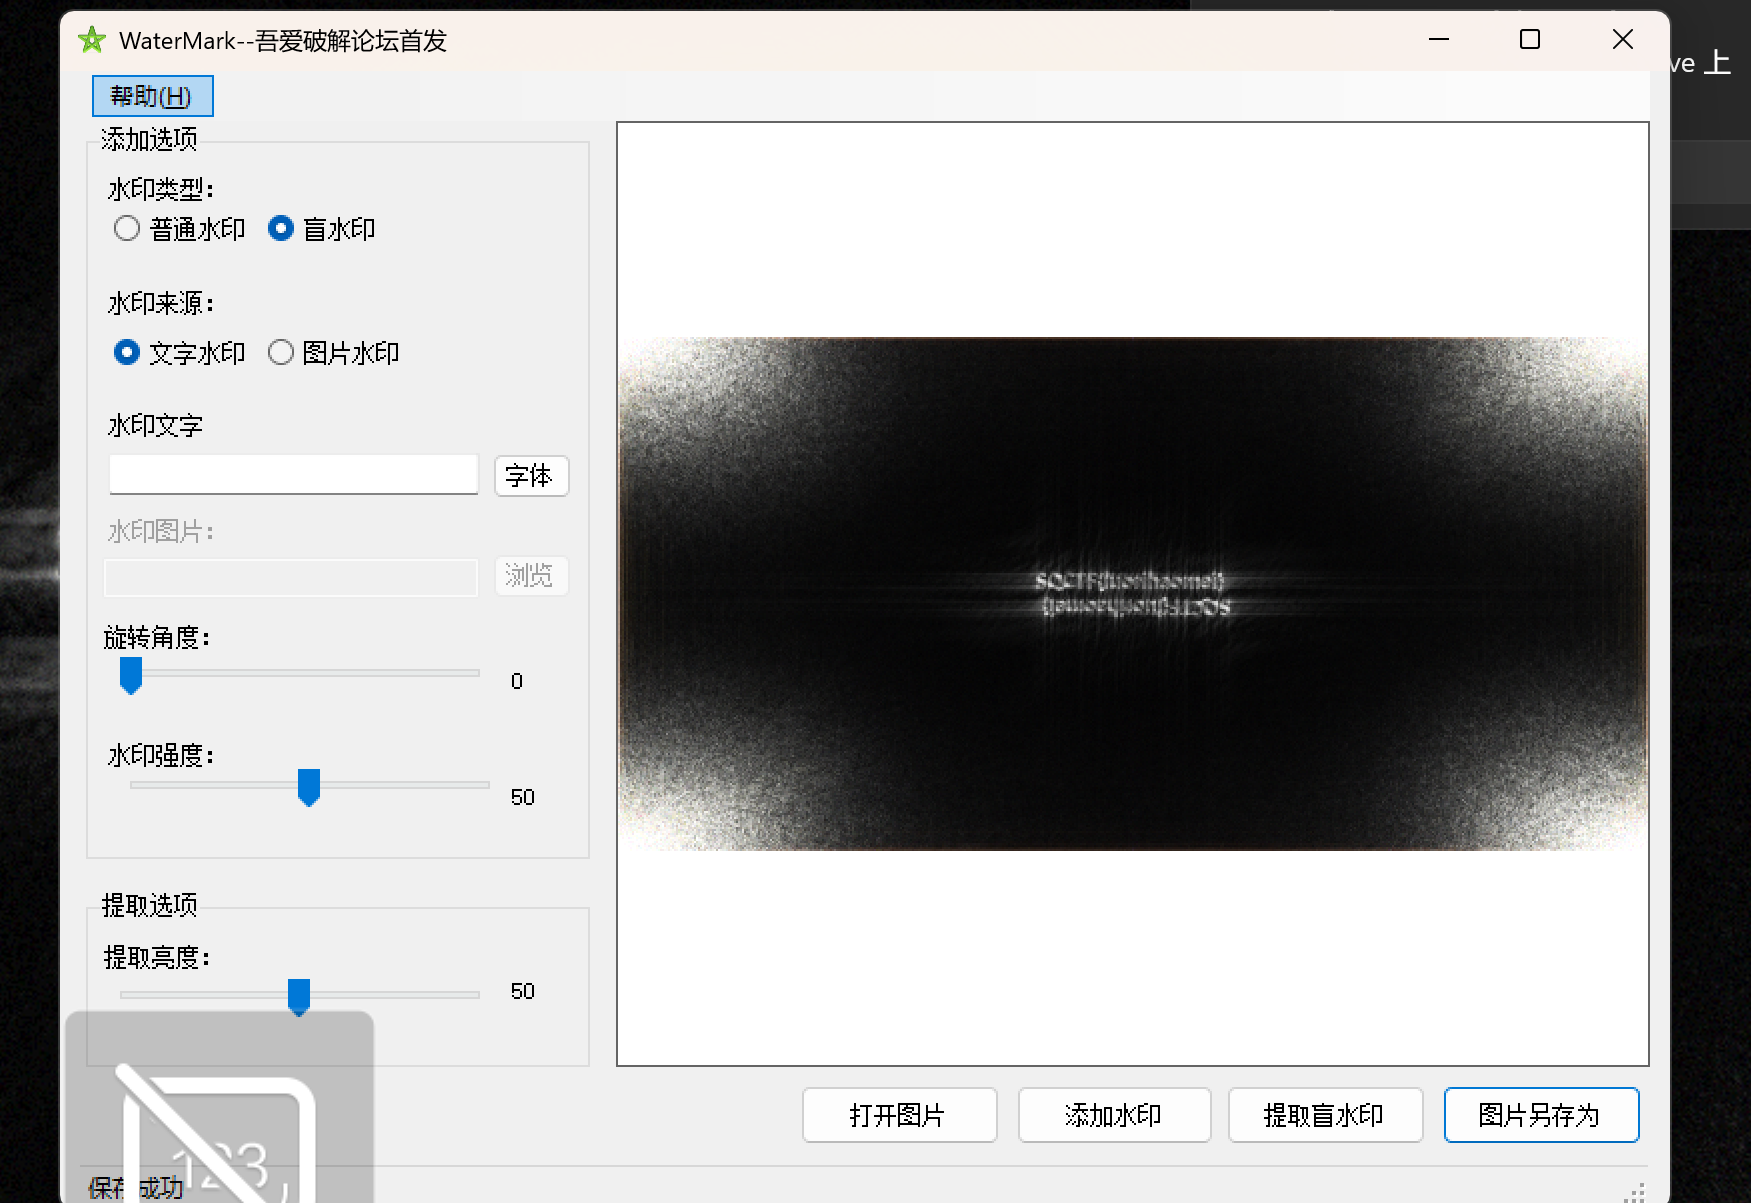 WaterMark--吾爱破解论坛首发
ve 上
帮助(H)
添加选项
水印类型：
普通水印 盲水印
水印来源：
文字水印 图片水印
水印文字
字体
水印图片：
浏览
旋转角度：
0
水印强度：
50
提取选项
提取亮度：
50
打开图片 添加水印 提取盲水印 图片另存为
123
保存成功